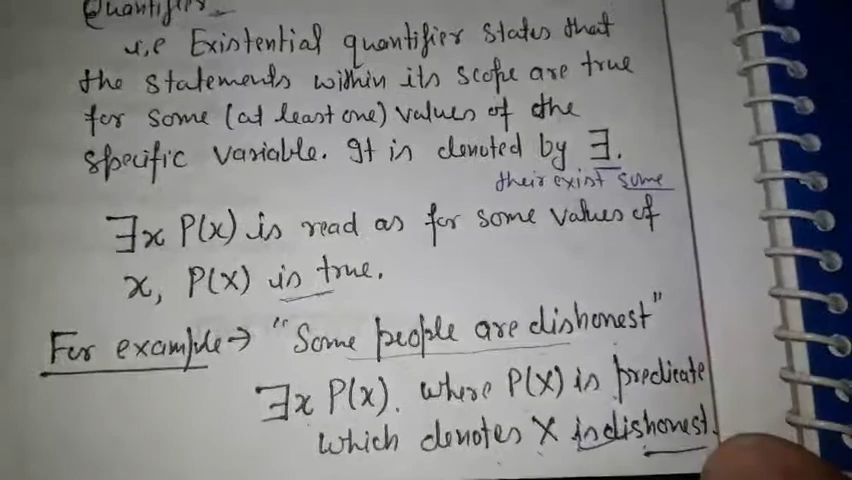 Quantifier
i.e Existential quantifier states that
the statements within its scope are true
for some (at least one) values of the
specific variable. It is denoted by ∃.
their exist some
∃x P(x) is read as for some values of
x, P(x) is true.
For example → "Some people are dishonest"
∃x P(x). where P(x) is predicate
which denotes X is dishonest.